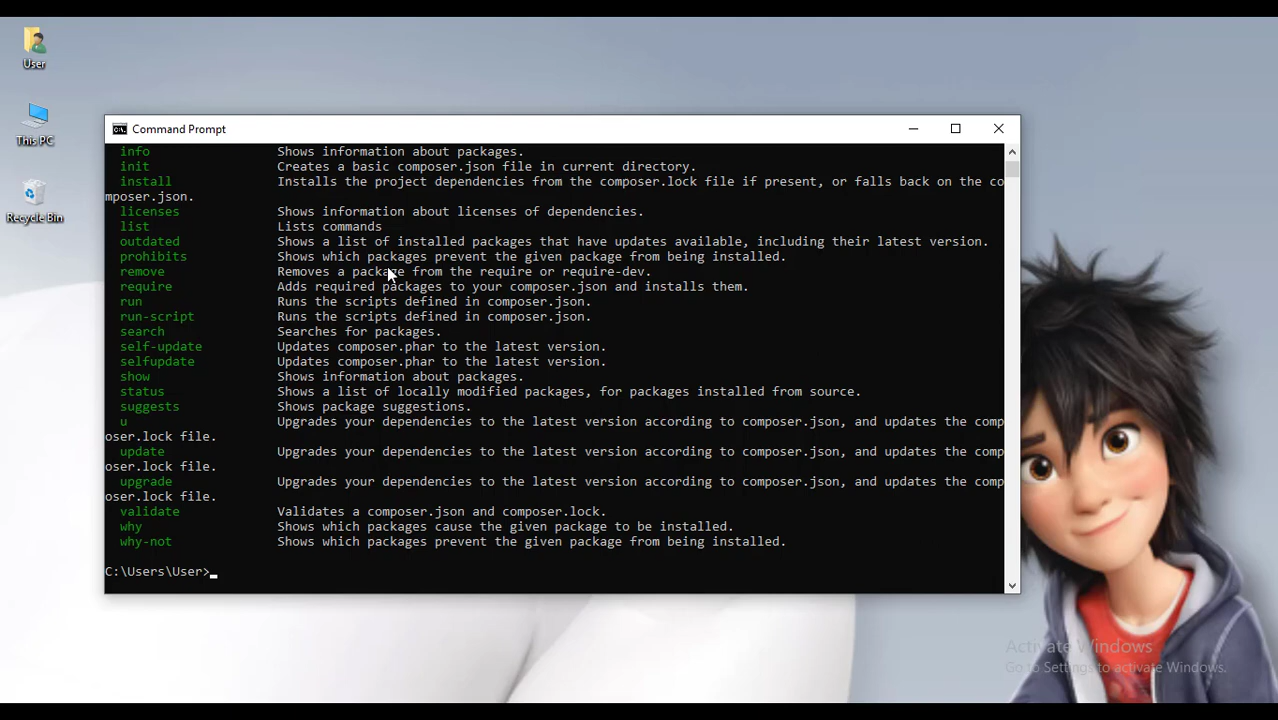 User
This PC
Recycle Bin
Command Prompt
info Shows information about packages.
init Creates a basic composer.json file in current directory.
install Installs the project dependencies from the composer.lock file if present, or falls back on the co
mposer.json.
licenses Shows information about licenses of dependencies.
list Lists commands
outdated Shows a list of installed packages that have updates available, including their latest version.
prohibits Shows which packages prevent the given package from being installed.
remove Removes a package from the require or require-dev.
require Adds required packages to your composer.json and installs them.
run Runs the scripts defined in composer.json.
run-script Runs the scripts defined in composer.json.
search Searches for packages.
self-update Updates composer.phar to the latest version.
selfupdate Updates composer.phar to the latest version.
show Shows information about packages.
status Shows a list of locally modified packages, for packages installed from source.
suggests Shows package suggestions.
u Upgrades your dependencies to the latest version according to composer.json, and updates the comp
oser.lock file.
update Upgrades your dependencies to the latest version according to composer.json, and updates the comp
oser.lock file.
upgrade Upgrades your dependencies to the latest version according to composer.json, and updates the comp
oser.lock file.
validate Validates a composer.json and composer.lock.
why Shows which packages cause the given package to be installed.
why-not Shows which packages prevent the given package from being installed.
C:\Users\User>
Activate Windows
Go to Settings to activate Windows.